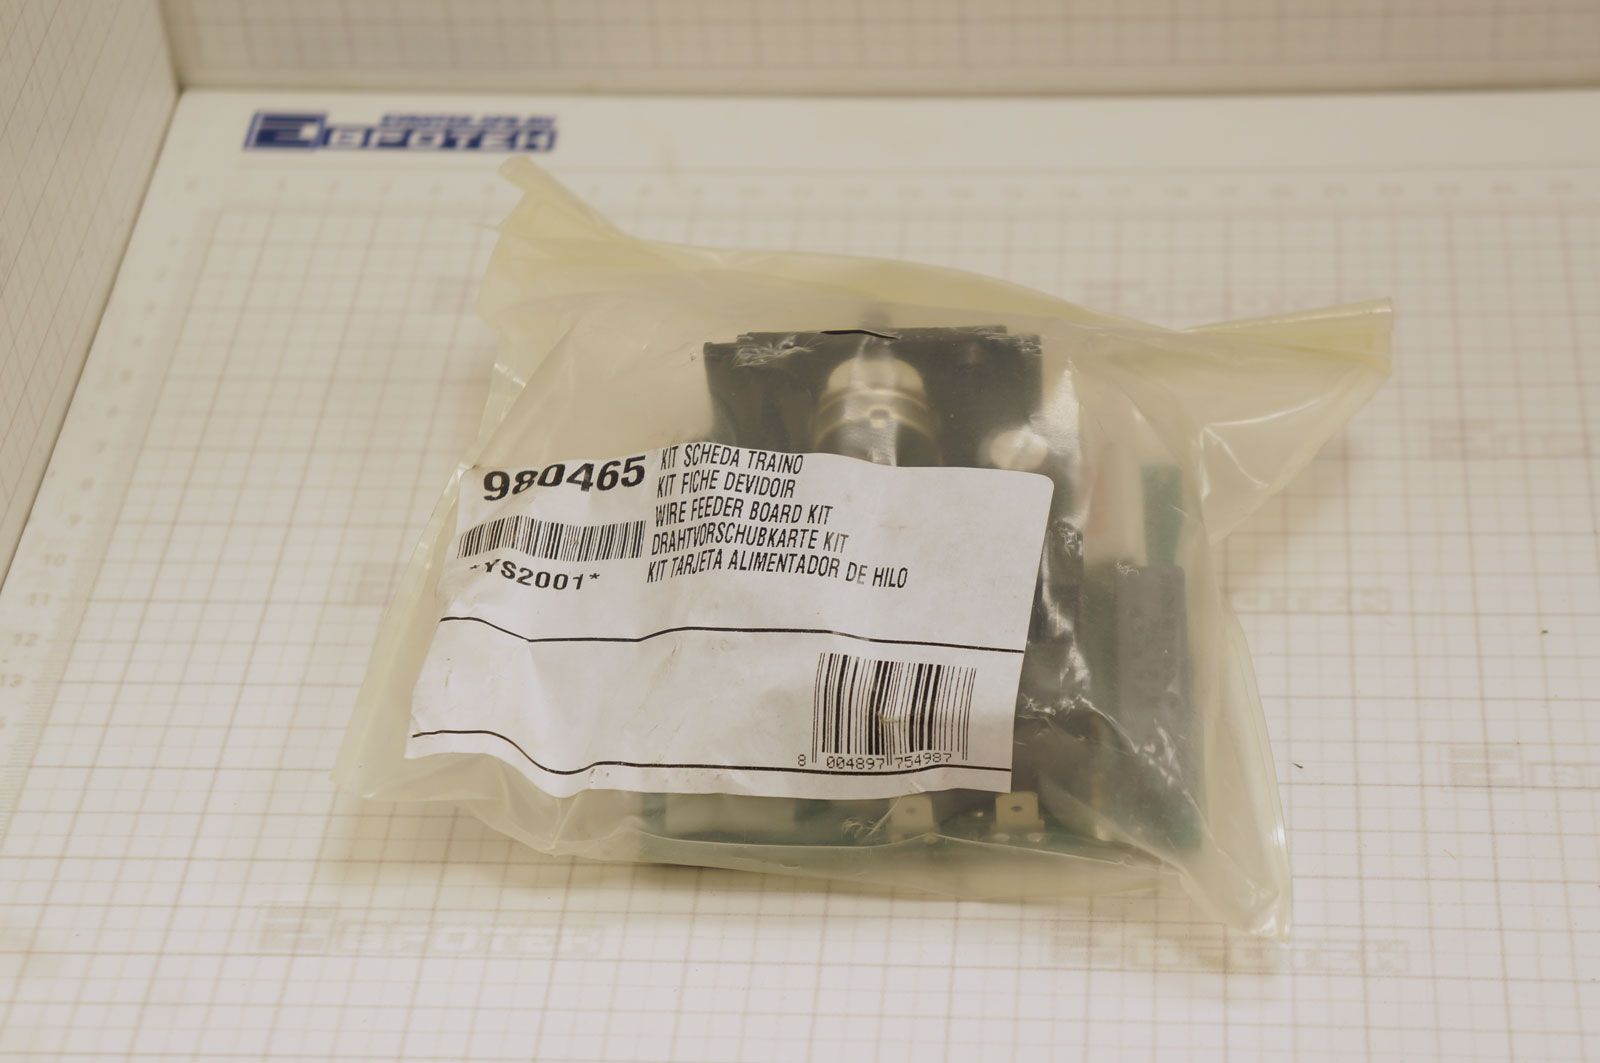 ЕВРОТЕК
980465
*YS2001*
KIT SCHEDA TRAINO
KIT FICHE DEVIDOIR
WIRE FEEDER BOARD KIT
DRAHTVORSCHUBKARTE KIT
KIT TARJETA ALIMENTADOR DE HILO
8 004897 754987